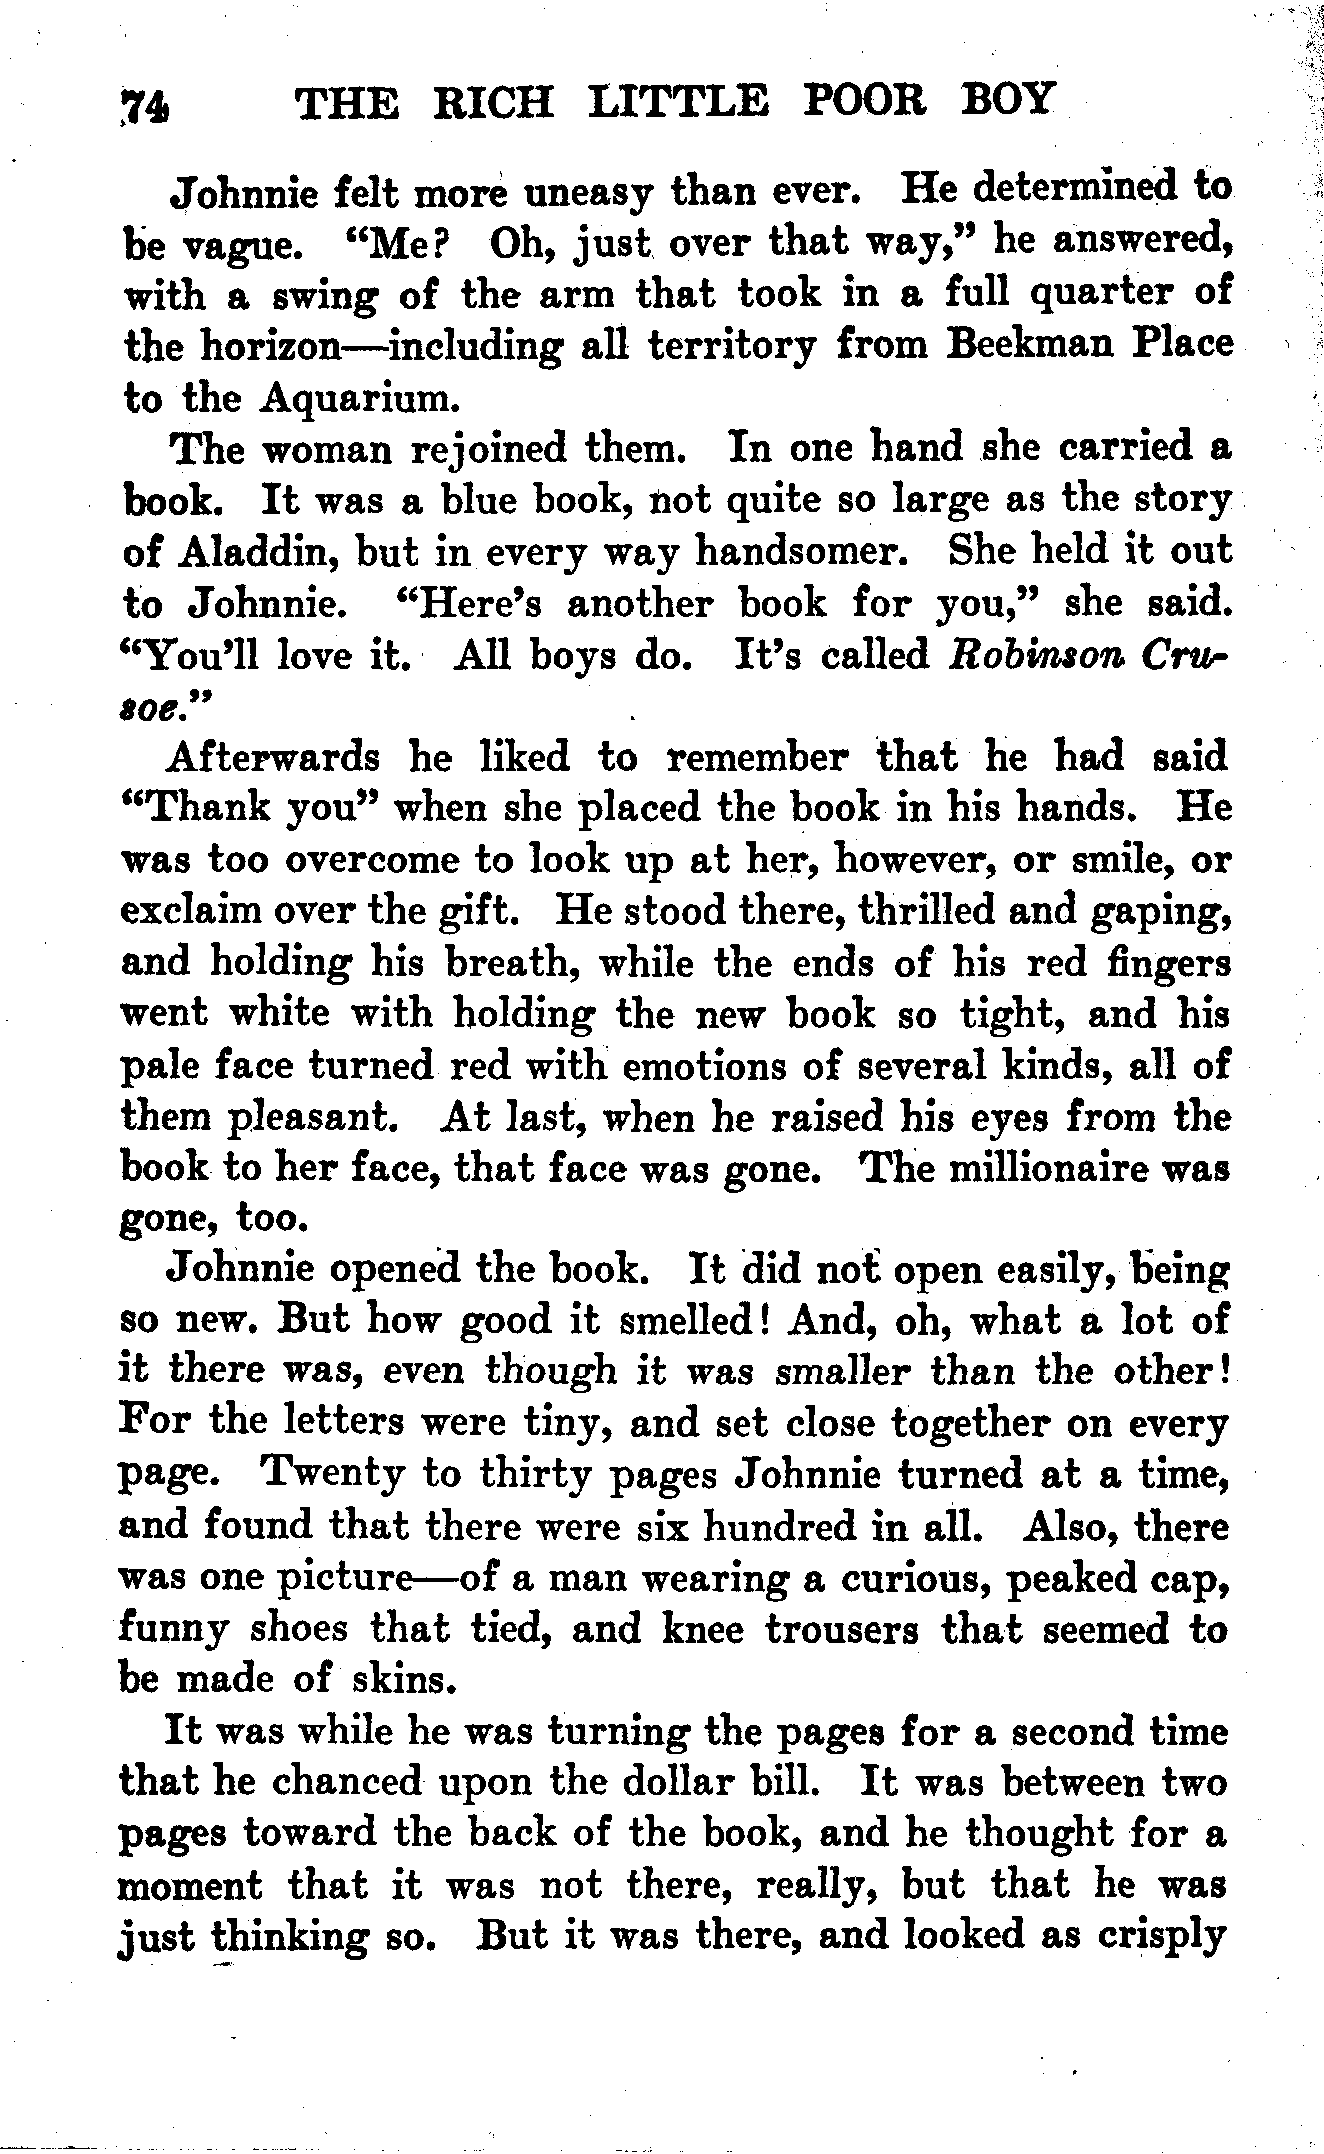 74 THE RICH LITTLE POOR BOY
Johnnie felt more uneasy than ever. He determined to
be vague. “Me? Oh, just over that way,” he answered,
with a swing of the arm that took in a full quarter of
the horizon—including all territory from Beekman Place
to the Aquarium.
The woman rejoined them. In one hand she carried a
book. It was a blue book, not quite so large as the story
of Aladdin, but in every way handsomer. She held it out
to Johnnie. “Here’s another book for you,” she said.
“You’ll love it. All boys do. It’s called Robinson Cru-
soe.”
Afterwards he liked to remember that he had said
“Thank you” when she placed the book in his hands. He
was too overcome to look up at her, however, or smile, or
exclaim over the gift. He stood there, thrilled and gaping,
and holding his breath, while the ends of his red fingers
went white with holding the new book so tight, and his
pale face turned red with emotions of several kinds, all of
them pleasant. At last, when he raised his eyes from the
book to her face, that face was gone. The millionaire was
gone, too.
Johnnie opened the book. It did not open easily, being
so new. But how good it smelled! And, oh, what a lot of
it there was, even though it was smaller than the other!
For the letters were tiny, and set close together on every
page. Twenty to thirty pages Johnnie turned at a time,
and found that there were six hundred in all. Also, there
was one picture—of a man wearing a curious, peaked cap,
funny shoes that tied, and knee trousers that seemed to
be made of skins.
It was while he was turning the pages for a second time
that he chanced upon the dollar bill. It was between two
pages toward the back of the book, and he thought for a
moment that it was not there, really, but that he was
just thinking so. But it was there, and looked as crisply